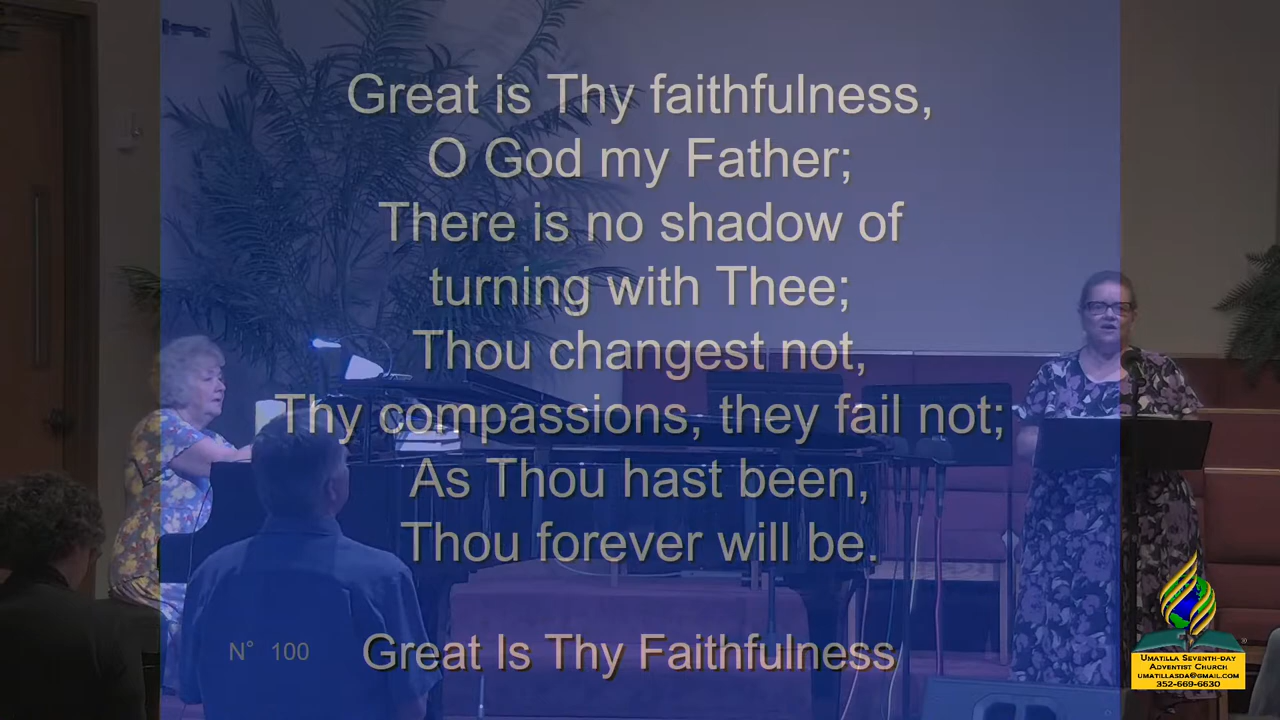 Great is Thy faithfulness,
O God my Father;
There is no shadow of
turning with Thee;
Thou changest not,
Thy compassions, they fail not;
As Thou hast been,
Thou forever will be.
N° 100
Great Is Thy Faithfulness
UMATILLA SEVENTH-DAY
ADVENTIST CHURCH
UMATILLASDA@GMAIL.COM
352-669-6630